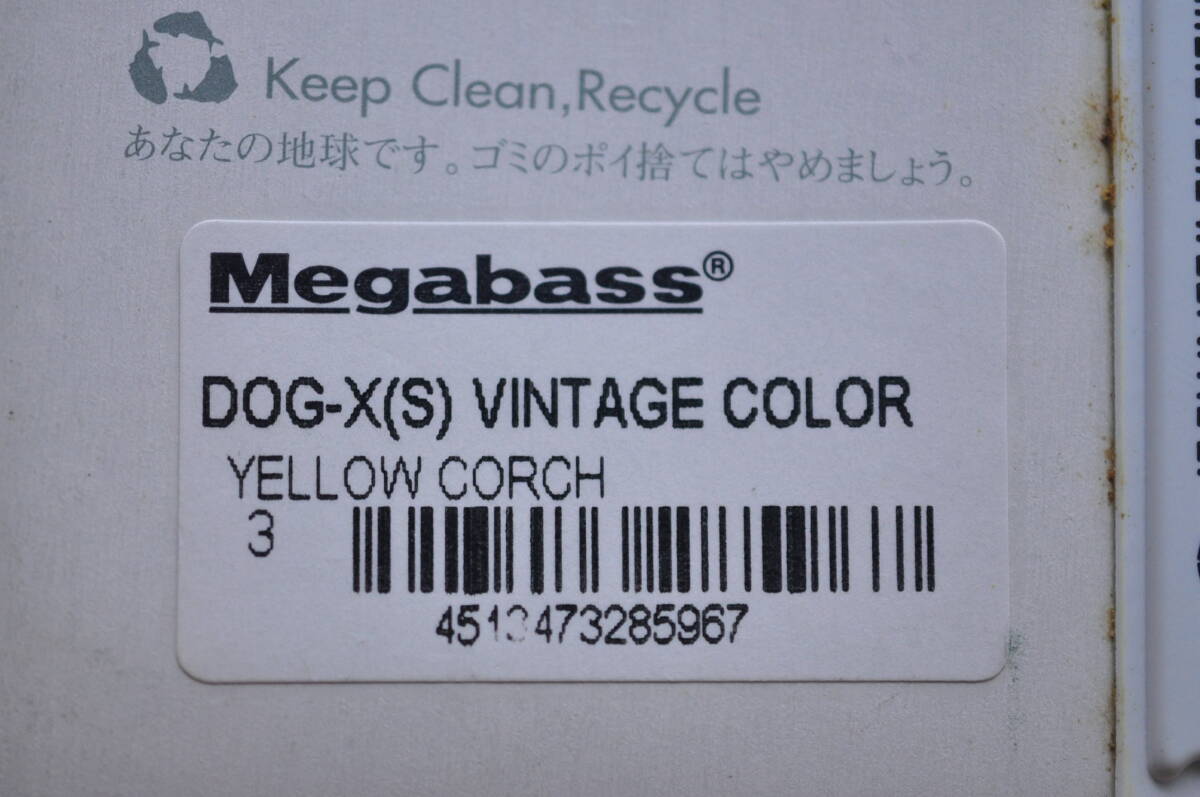 Keep Clean,Recycle
あなたの地球です。ゴミのポイ捨てはやめましょう。
Megabass®
DOG-X(S) VINTAGE COLOR
YELLOW CORCH
3
4513473285967